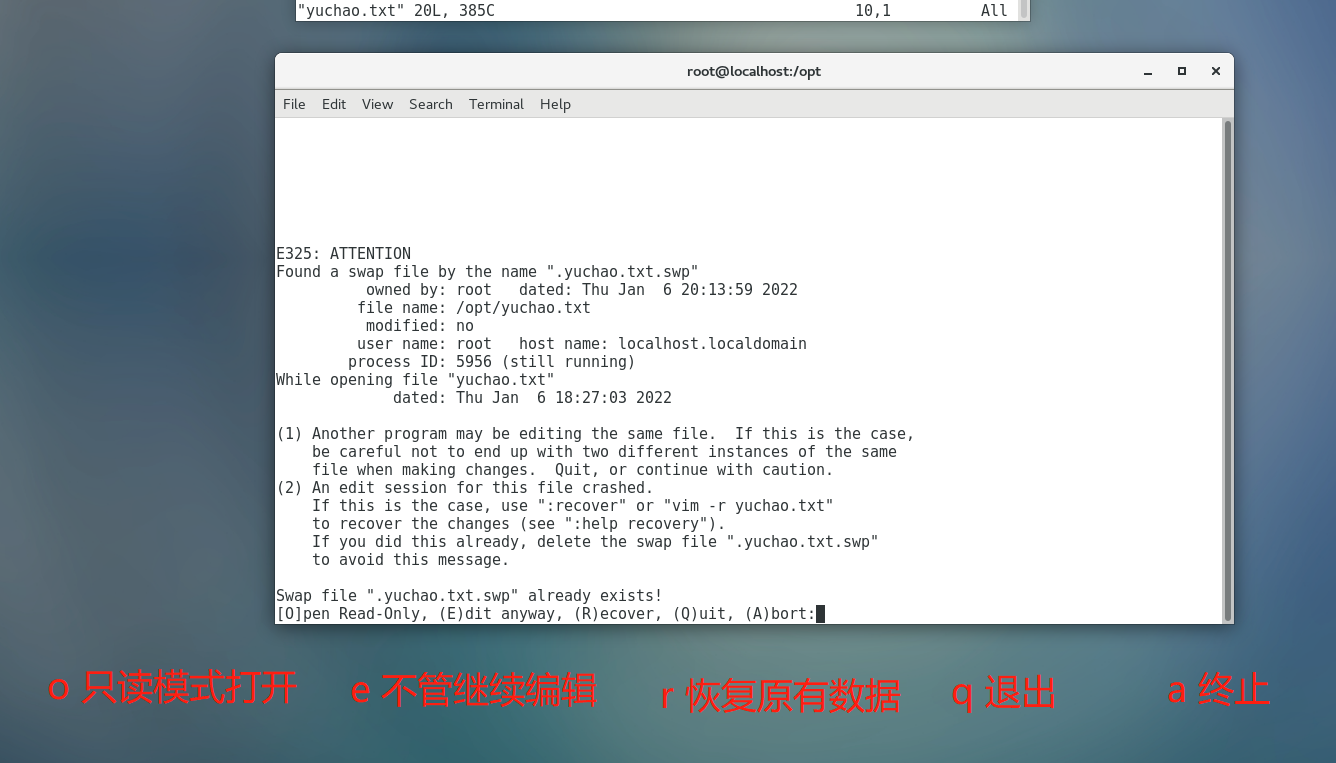 "yuchao.txt" 20L, 385C 10,1 All
root@localhost:/opt
File Edit View Search Terminal Help
E325: ATTENTION
Found a swap file by the name ".yuchao.txt.swp"
owned by: root dated: Thu Jan 6 20:13:59 2022
file name: /opt/yuchao.txt
modified: no
user name: root host name: localhost.localdomain
process ID: 5956 (still running)
While opening file "yuchao.txt"
dated: Thu Jan 6 18:27:03 2022
(1) Another program may be editing the same file. If this is the case,
be careful not to end up with two different instances of the same
file when making changes. Quit, or continue with caution.
(2) An edit session for this file crashed.
If this is the case, use ":recover" or "vim -r yuchao.txt"
to recover the changes (see ":help recovery").
If you did this already, delete the swap file ".yuchao.txt.swp"
to avoid this message.
Swap file ".yuchao.txt.swp" already exists!
[O]pen Read-Only, (E)dit anyway, (R)ecover, (Q)uit, (A)bort:
o 只读模式打开 e 不管继续编辑 r 恢复原有数据 q 退出 a 终止